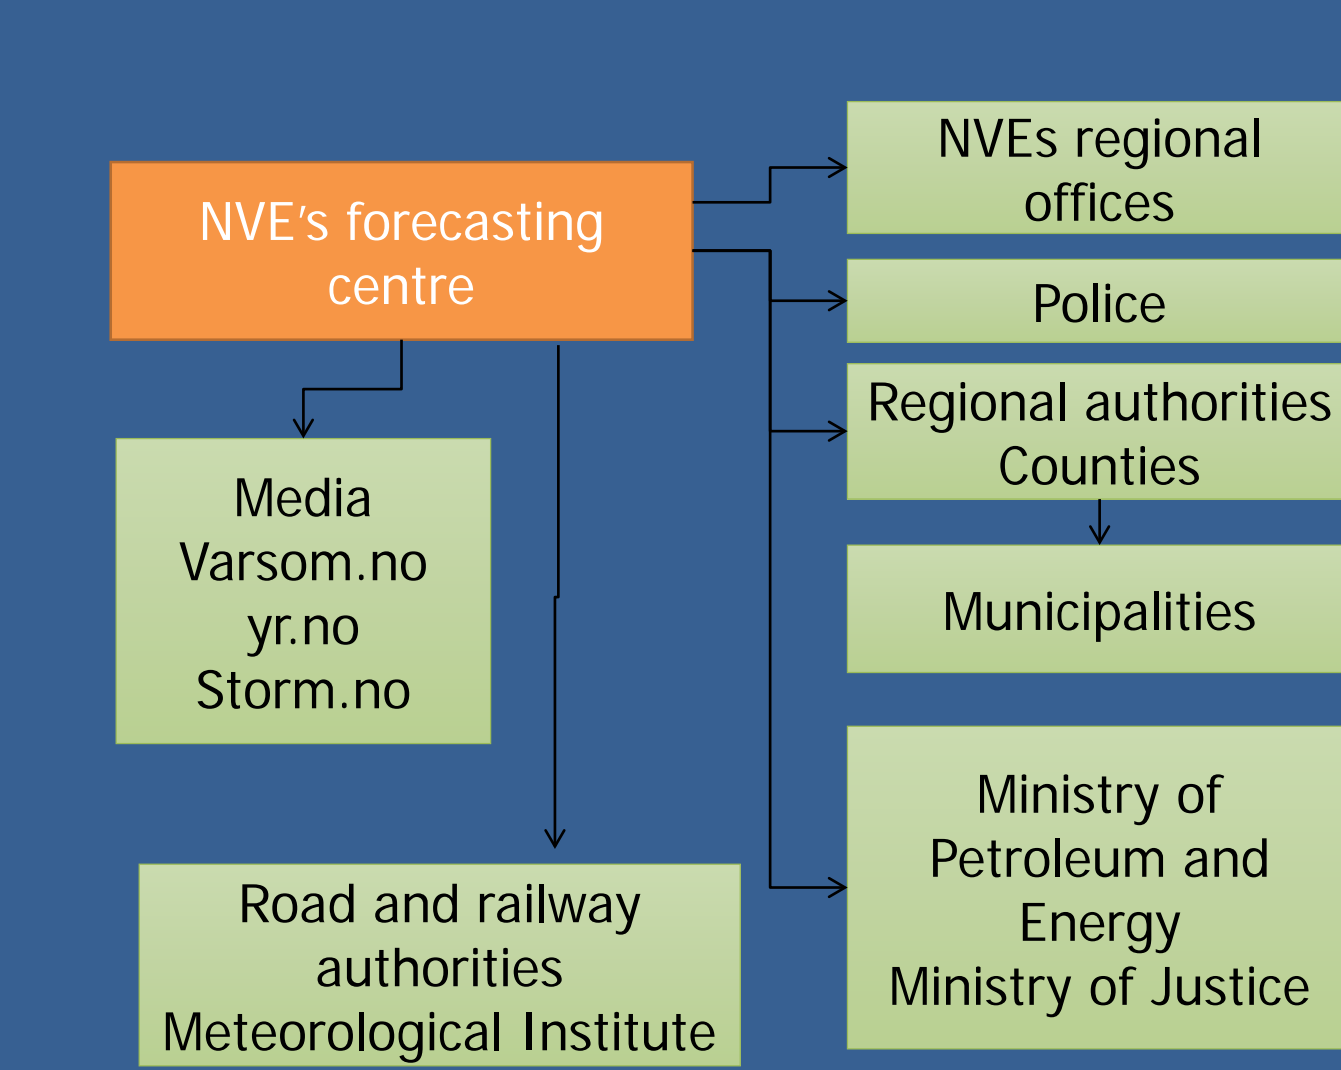 NVE's forecasting
centre
NVEs regional
offices
Police
Regional authorities
Counties
Municipalities
Ministry of
Petroleum and
Energy
Ministry of Justice
Media
Varsom.no
yr.no
Storm.no
Road and railway
authorities
Meteorological Institute